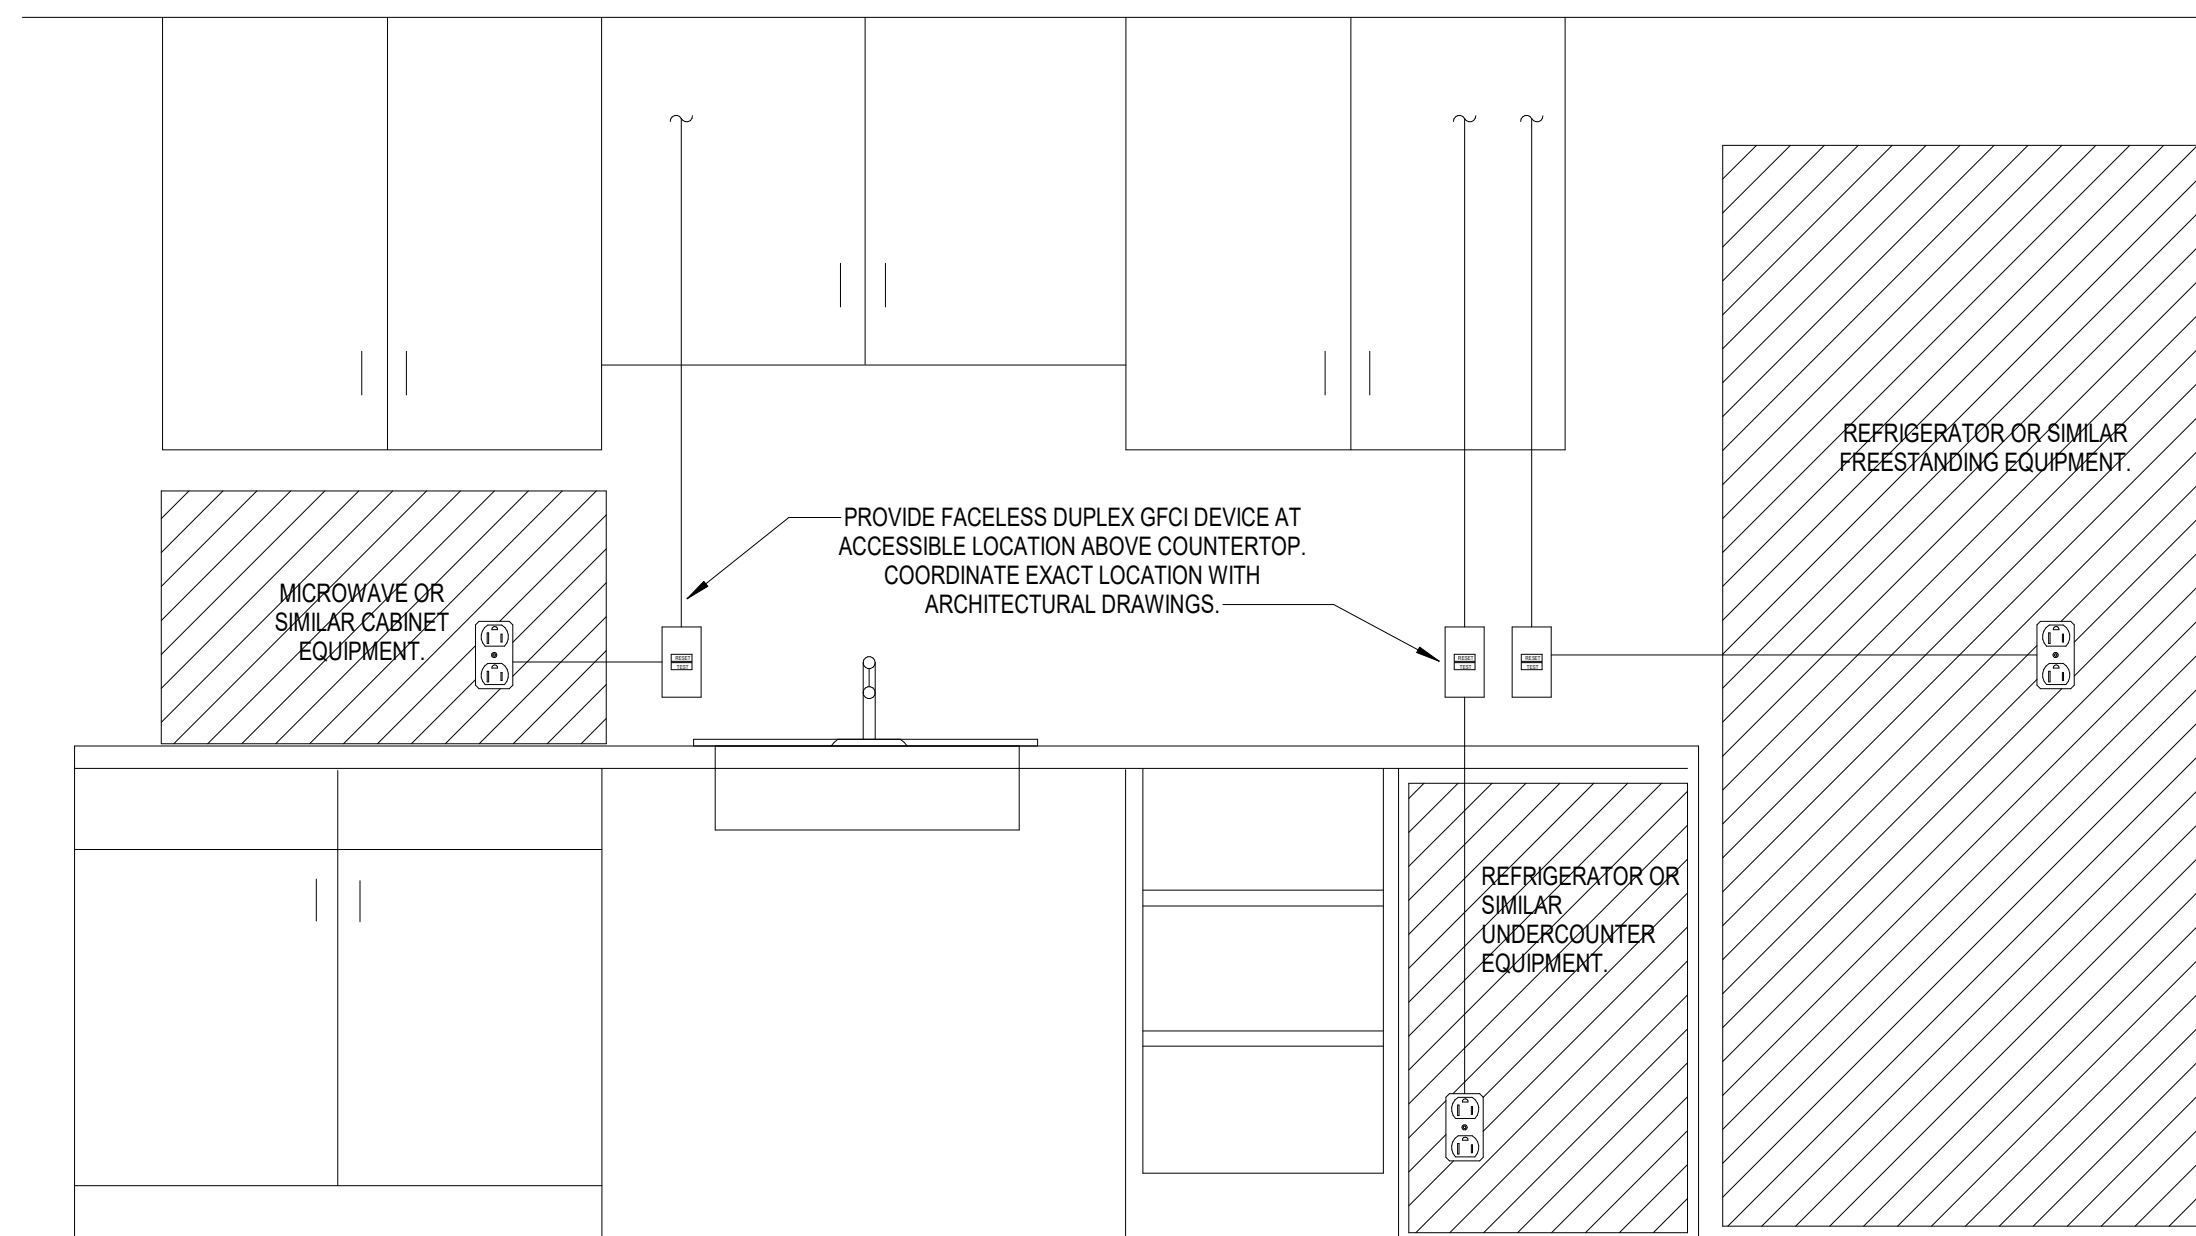 REFRIGERATOR OR SIMILAR
FREESTANDING EQUIPMENT.
PROVIDE FACELESS DUPLEX GFCI DEVICE AT
ACCESSIBLE LOCATION ABOVE COUNTERTOP.
COORDINATE EXACT LOCATION WITH
ARCHITECTURAL DRAWINGS.
MICROWAVE OR
SIMILAR CABINET
EQUIPMENT.
RESET
TEST
RESET
TEST
RESET
TEST
REFRIGERATOR OR
SIMILAR
UNDERCOUNTER
EQUIPMENT.